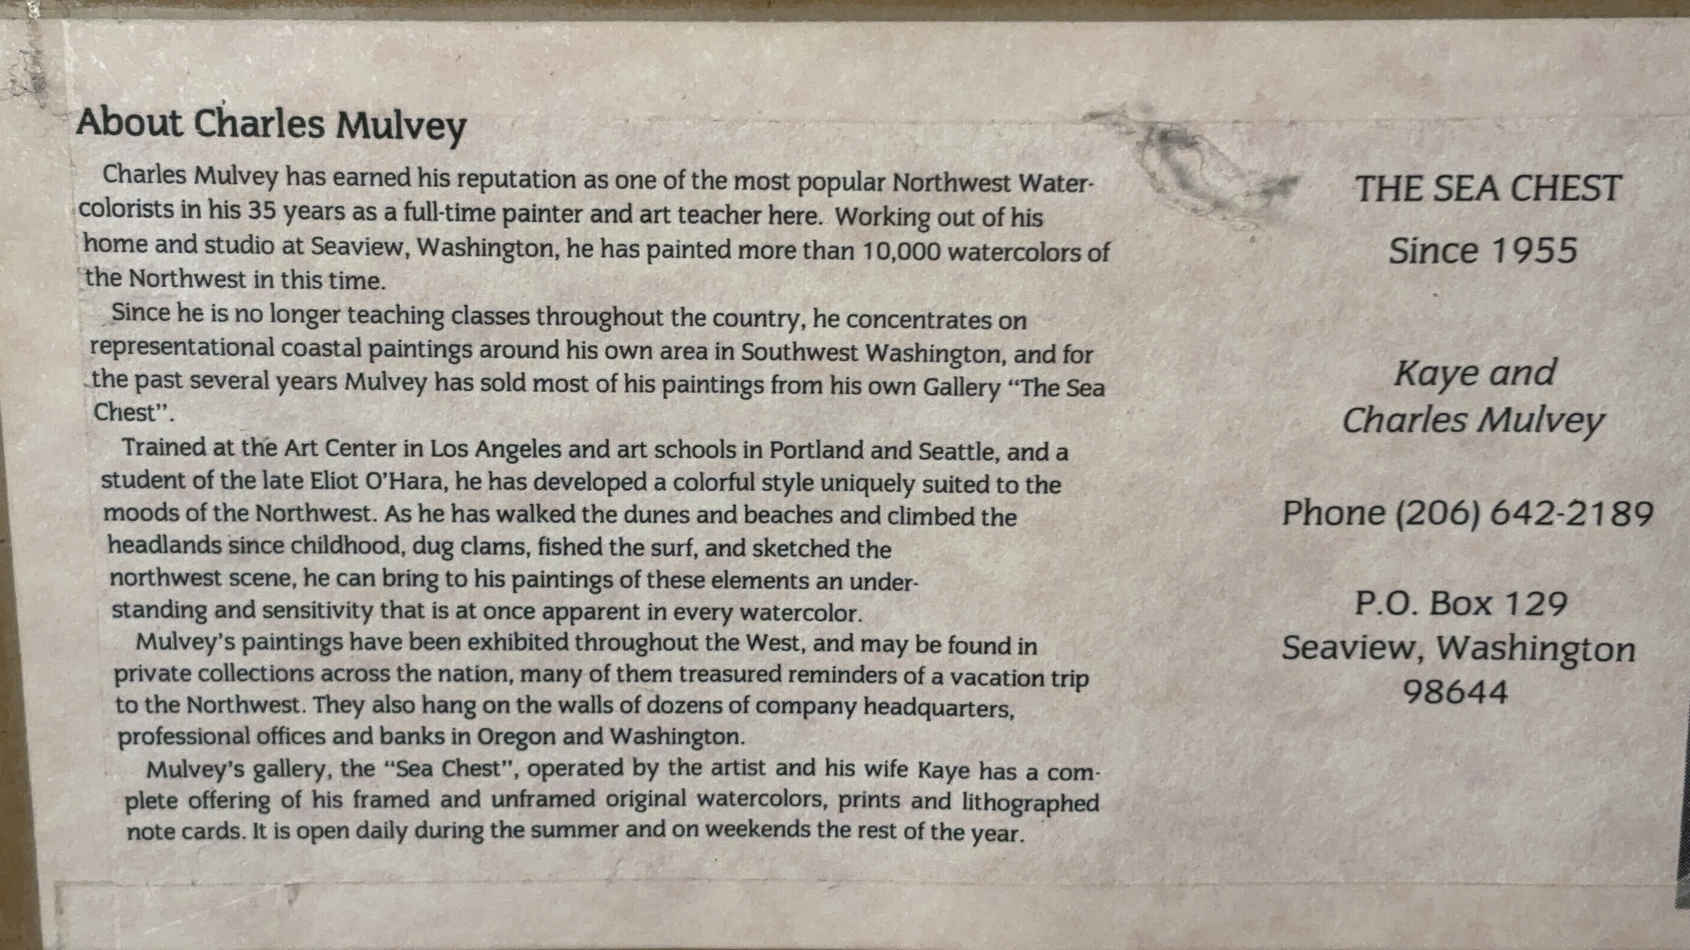 About Charles Mulvey
Charles Mulvey has earned his reputation as one of the most popular Northwest Water-
colorists in his 35 years as a full-time painter and art teacher here. Working out of his
home and studio at Seaview, Washington, he has painted more than 10,000 watercolors of
the Northwest in this time.
Since he is no longer teaching classes throughout the country, he concentrates on
representational coastal paintings around his own area in Southwest Washington, and for
the past several years Mulvey has sold most of his paintings from his own Gallery “The Sea
Chest”.
Trained at the Art Center in Los Angeles and art schools in Portland and Seattle, and a
student of the late Eliot O'Hara, he has developed a colorful style uniquely suited to the
moods of the Northwest. As he has walked the dunes and beaches and climbed the
headlands since childhood, dug clams, fished the surf, and sketched the
northwest scene, he can bring to his paintings of these elements an under-
standing and sensitivity that is at once apparent in every watercolor.
Mulvey's paintings have been exhibited throughout the West, and may be found in
private collections across the nation, many of them treasured reminders of a vacation trip
to the Northwest. They also hang on the walls of dozens of company headquarters,
professional offices and banks in Oregon and Washington.
Mulvey's gallery, the “Sea Chest”, operated by the artist and his wife Kaye has a com-
plete offering of his framed and unframed original watercolors, prints and lithographed
note cards. It is open daily during the summer and on weekends the rest of the year.
THE SEA CHEST
Since 1955
Kaye and
Charles Mulvey
Phone (206) 642-2189
P.O. Box 129
Seaview, Washington
98644